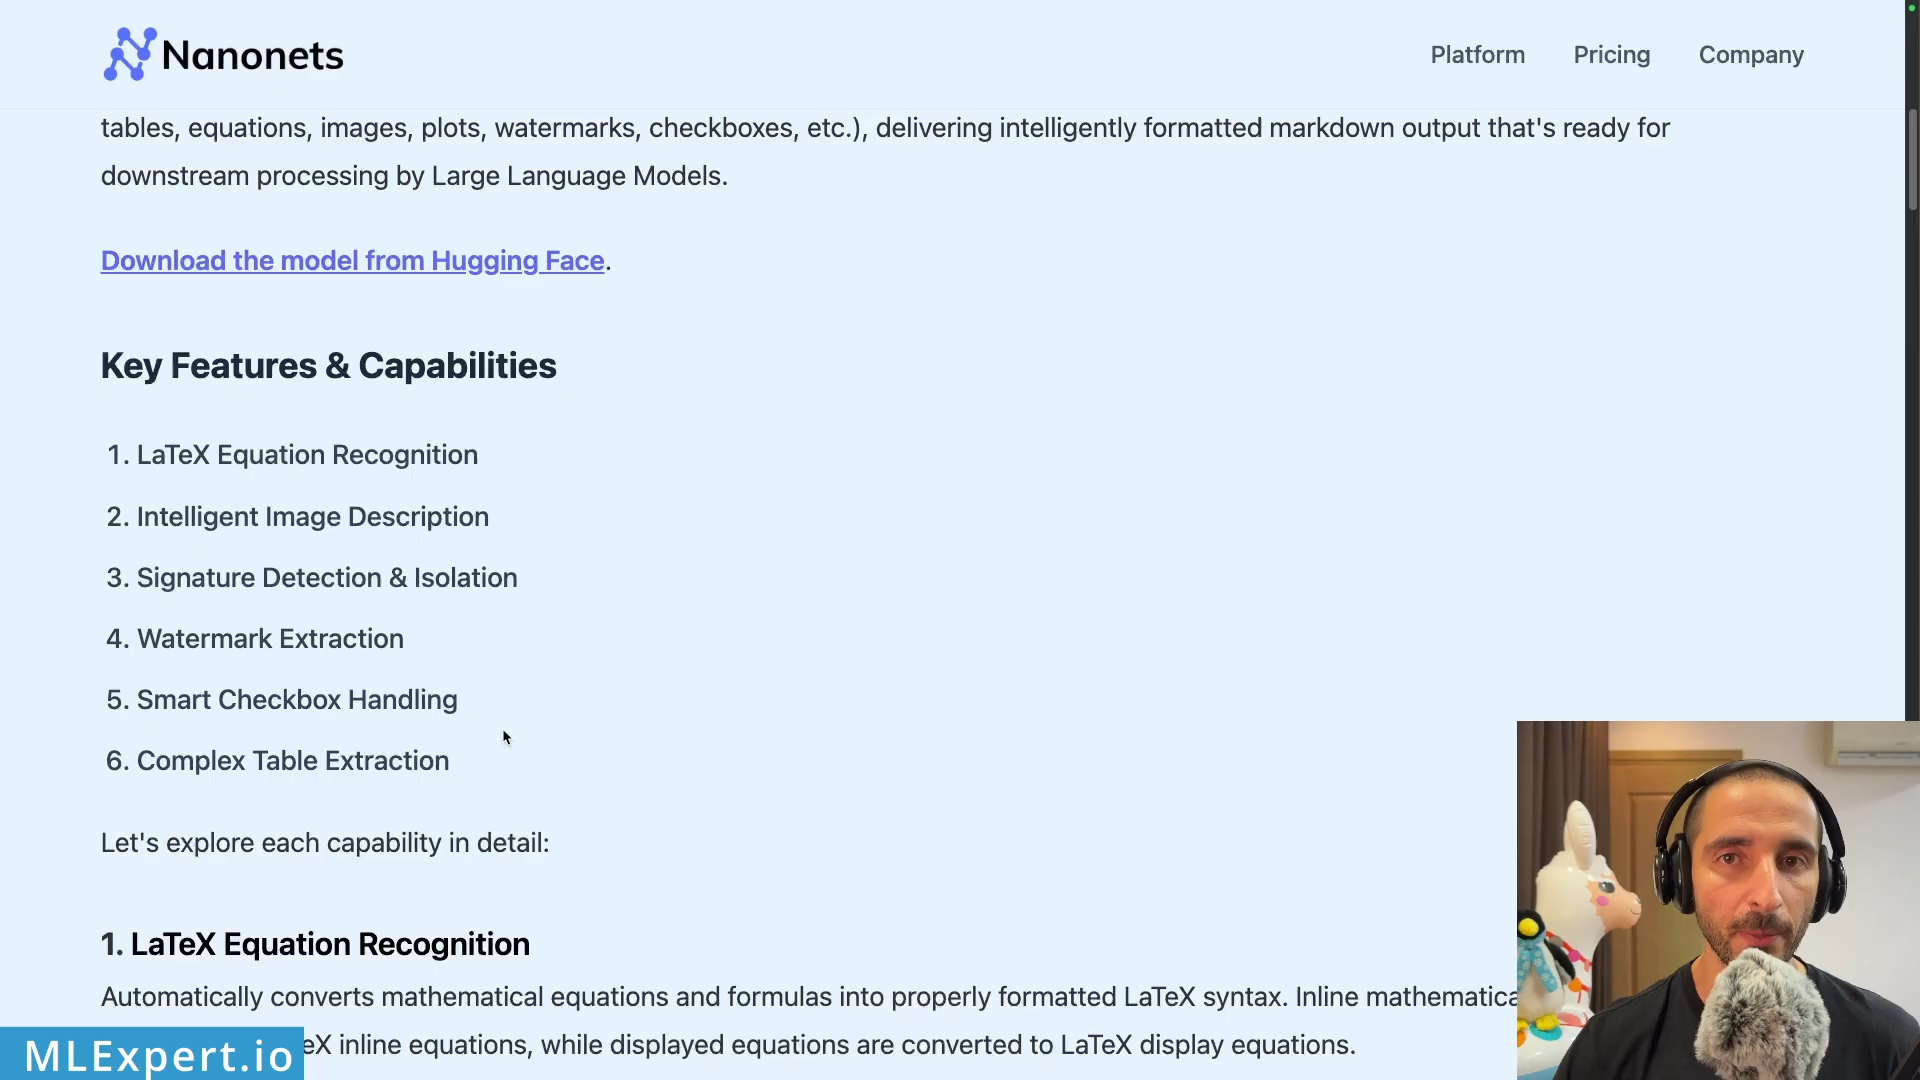 Nanonets
Platform
Pricing
Company
tables, equations, images, plots, watermarks, checkboxes, etc.), delivering intelligently formatted markdown output that's ready for
downstream processing by Large Language Models.
Download the model from Hugging Face.
Key Features & Capabilities
1. LaTeX Equation Recognition
2. Intelligent Image Description
3. Signature Detection & Isolation
4. Watermark Extraction
5. Smart Checkbox Handling
6. Complex Table Extraction
Let's explore each capability in detail:
1. LaTeX Equation Recognition
Automatically converts mathematical equations and formulas into properly formatted LaTeX syntax. Inline mathematica
eX inline equations, while displayed equations are converted to LaTeX display equations.
MLExpert.io